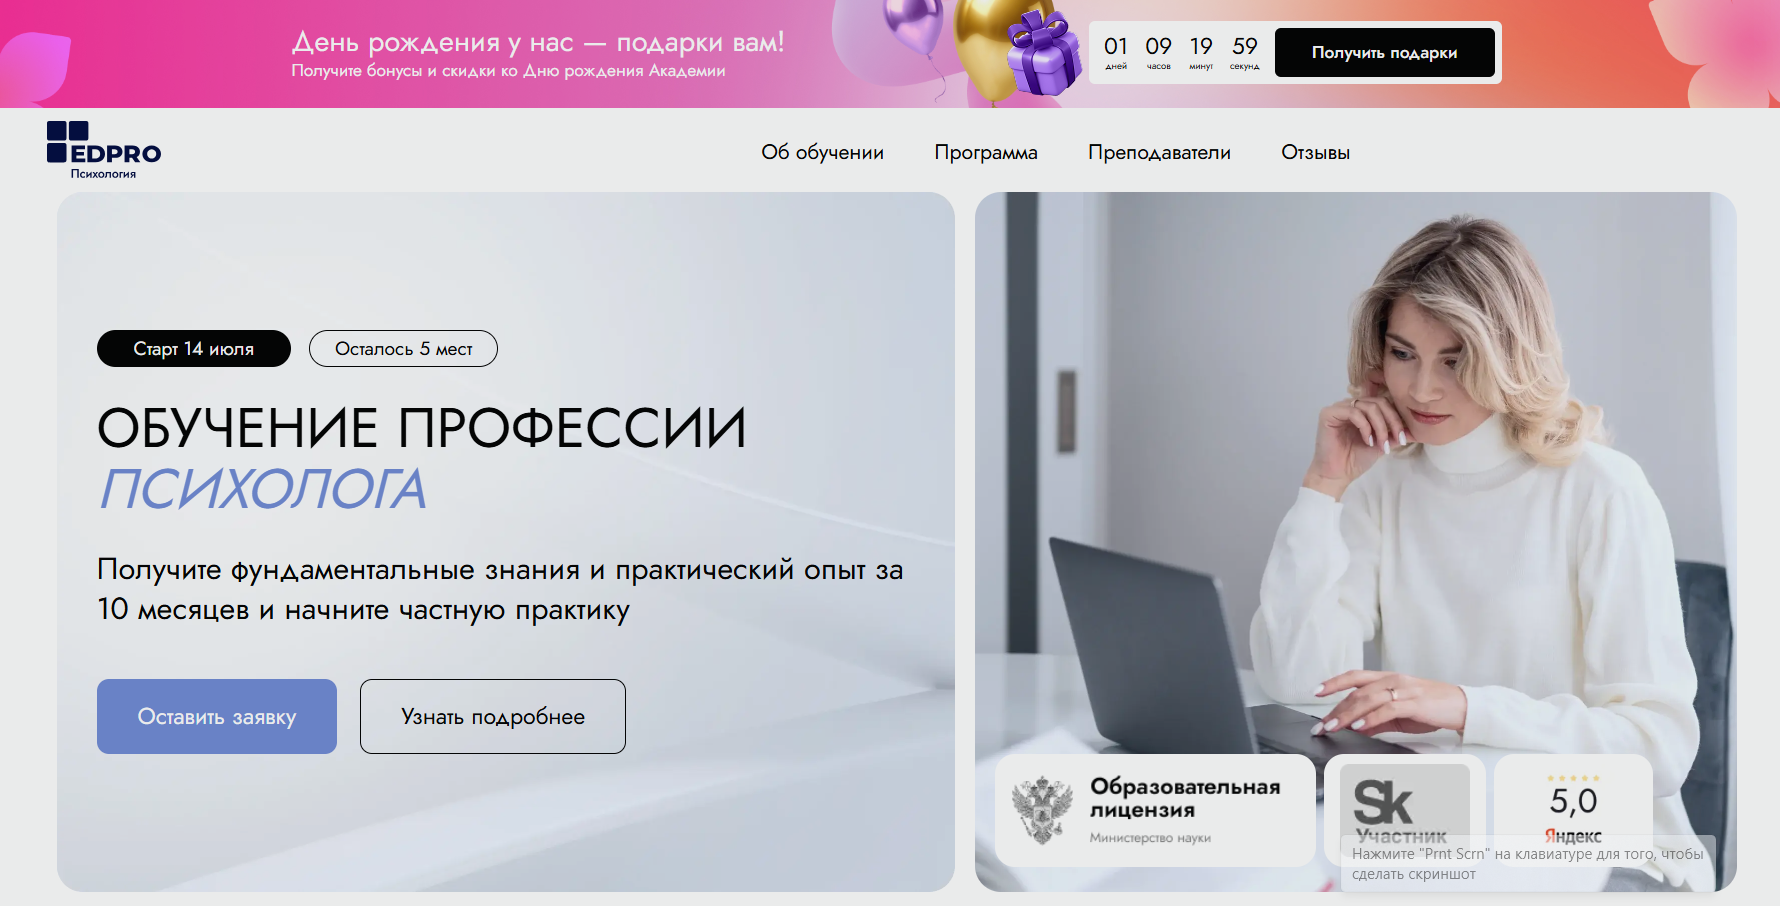 День рождения у нас — подарки вам!
Получите бонусы и скидки ко Дню рождения Академии
01 09 19 59
дней часов минут секунд
Получить подарки
EDPRO
Психология
Об обучении Программа Преподаватели Отзывы
Старт 14 июля
Осталось 5 мест
ОБУЧЕНИЕ ПРОФЕССИИ
ПСИХОЛОГА
Получите фундаментальные знания и практический опыт за
10 месяцев и начните частную практику
Оставить заявку
Узнать подробнее
Образовательная
лицензия
Министерство науки
Sk
Участник
5,0
Яндекс
Нажмите "Prnt Scrn" на клавиатуре для того, чтобы
сделать скриншот